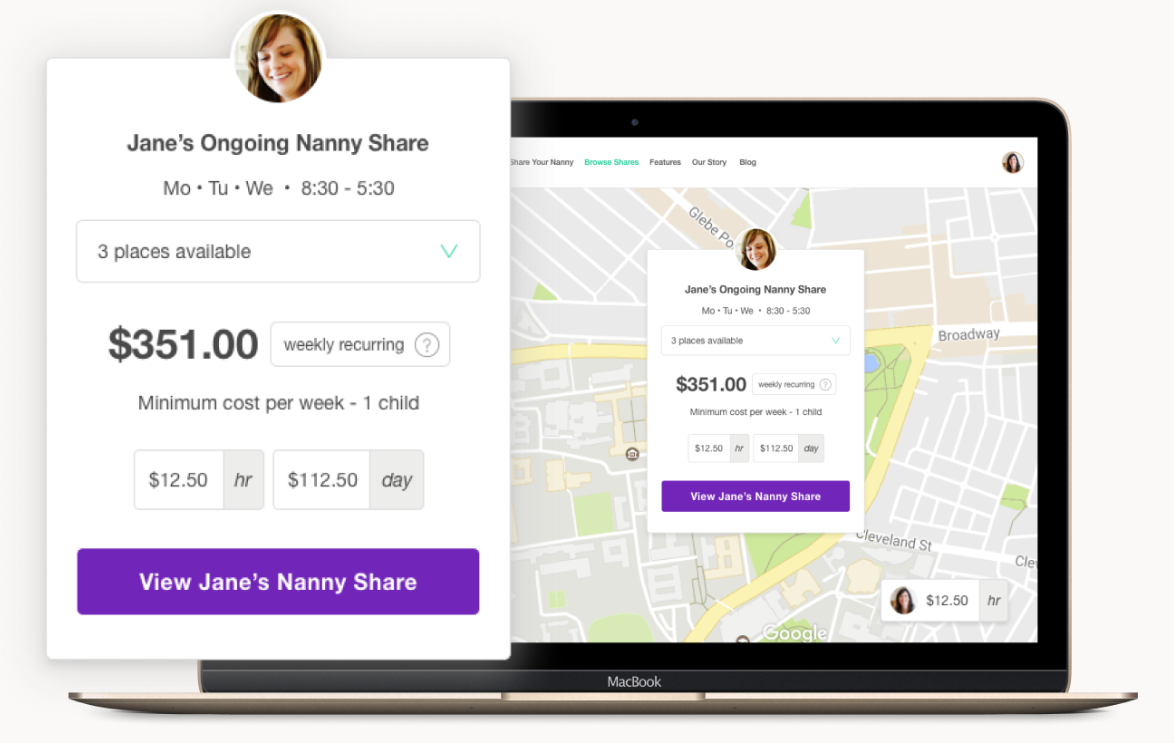 Jane's Ongoing Nanny Share
Mo • Tu • We • 8:30 - 5:30
3 places available
$351.00 weekly recurring ?
Minimum cost per week - 1 child
$12.50 hr $112.50 day
View Jane's Nanny Share
Share Your Nanny Browse Shares Features Our Story Blog
Glebe Po
Jane's Ongoing Nanny Share
Mo • Tu • We • 8:30 - 5:30
3 places available
$351.00 weekly recurring ?
Minimum cost per week - 1 child
$12.50 hr $112.50 day
View Jane's Nanny Share
Broadway
Cleveland St
Cle
$12.50 hr
Google
MacBook